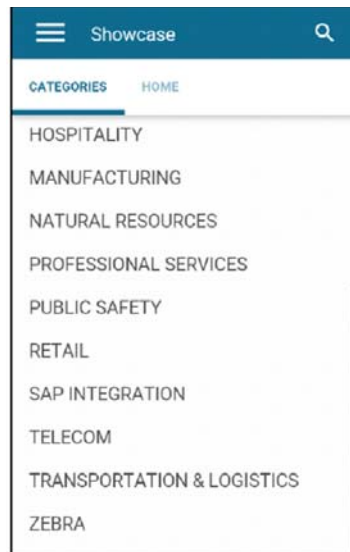 Showcase
CATEGORIES HOME
HOSPITALITY
MANUFACTURING
NATURAL RESOURCES
PROFESSIONAL SERVICES
PUBLIC SAFETY
RETAIL
SAP INTEGRATION
TELECOM
TRANSPORTATION & LOGISTICS
ZEBRA